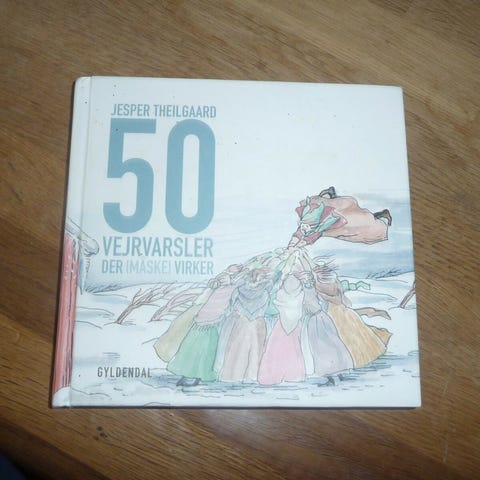 JESPER THEILGAARD
50
VEJRVARSLER
DER (MÅSKE) VIRKER
GYLDENDAL